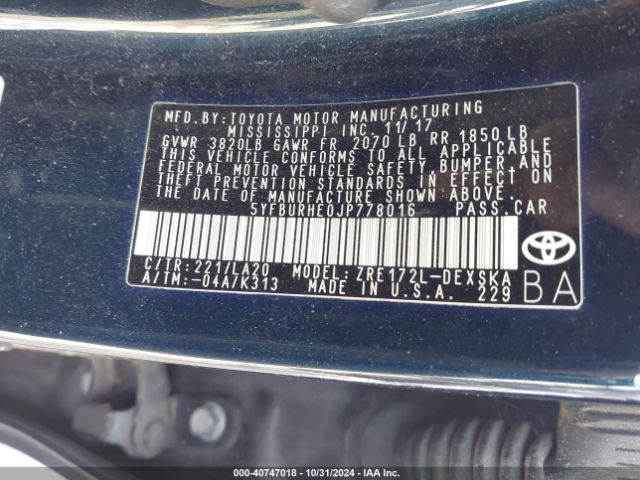 MFD.BY:TOYOTA MOTOR MANUFACTURING
MISSISSIPPI INC. 11/17
GVWR 3820LB GAWR FR 2070 LB RR 1850LB
THIS VEHICLE CONFORMS TO ALL APPLICABLE
FEDERAL MOTOR VEHICLE SAFETY,BUMPER,AND
THEFT PREVENTION STANDARDS IN EFFECT ON
THE DATE OF MANUFACTURE SHOWN ABOVE.
5YFBURHE0JP778016 PASS.CAR
C/TR:221/LA20 MODEL:ZRE172L-DEXSKA
A/TM:-04A/K313 MADE IN U.S.A. 229
TOYOTA
BA
000-40747018 - 10/31/2024 - IAA Inc.